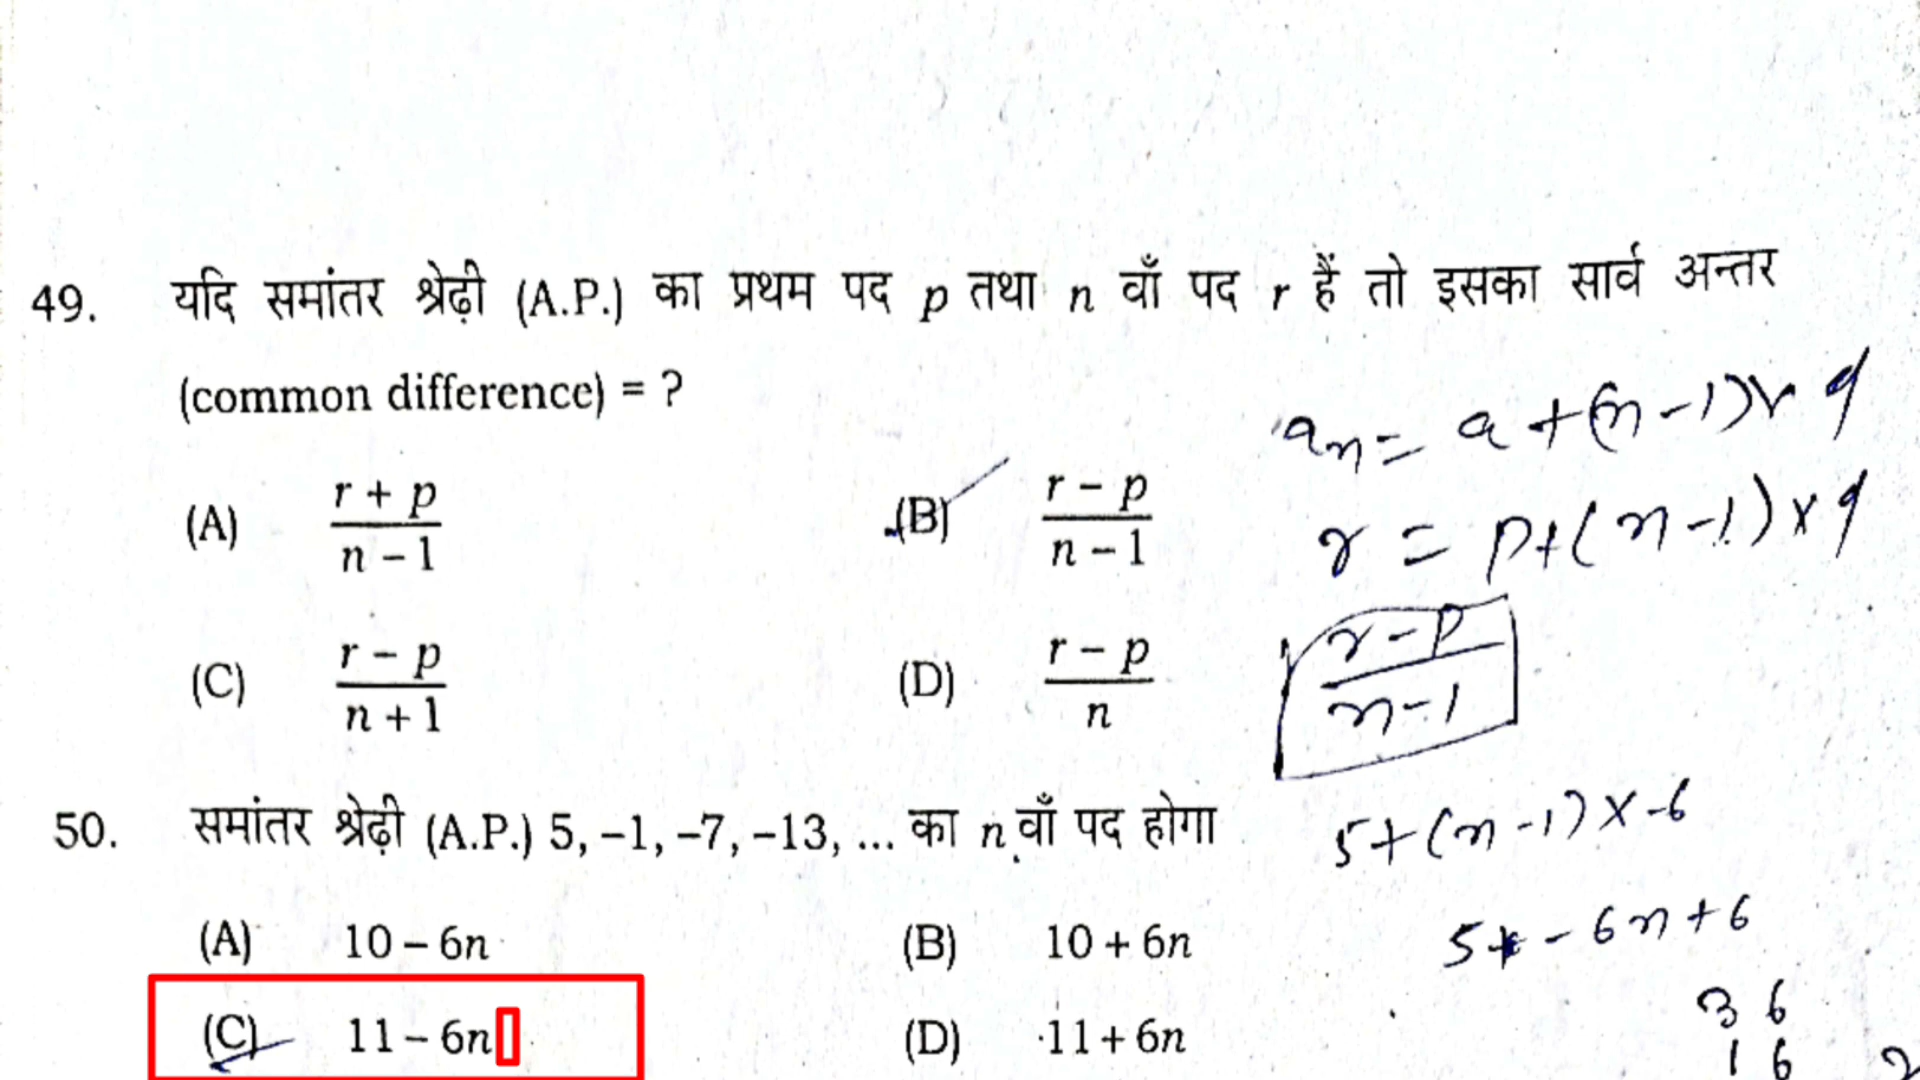 49. यदि समांतर श्रेढ़ी (A.P.) का प्रथम पद p तथा n वाँ पद r हैं तो इसका सार्व अन्तर
(common difference) = ?
aₙ = a + (n-1)×d
(A) (r + p)/(n - 1) (B) (r - p)/(n - 1)
r = p+(n-1)×d
(C) (r - p)/(n + 1) (D) (r - p)/n
(r-p)/(n-1)
50. समांतर श्रेढ़ी (A.P.) 5, –1, –7, –13, ... का n वाँ पद होगा
5+(n-1)×-6
(A) 10 – 6n (B) 10 + 6n
5+ -6n+6
(C) 11 – 6n (D) 11 + 6n
36
16